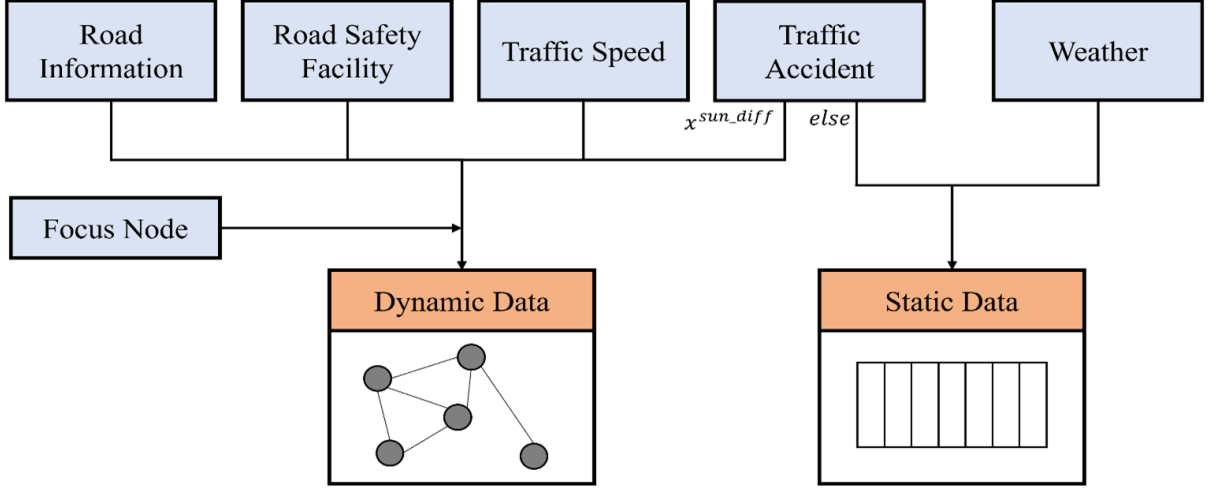 Road
Information
Road Safety
Facility
Traffic Speed
Traffic
Accident
Weather
x^sun_diff
else
Focus Node
Dynamic Data
Static Data